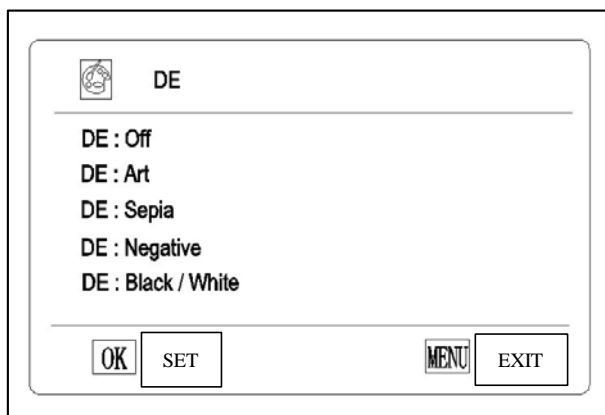 DE
DE : Off
DE : Art
DE : Sepia
DE : Negative
DE : Black / White
OK SET MENU EXIT